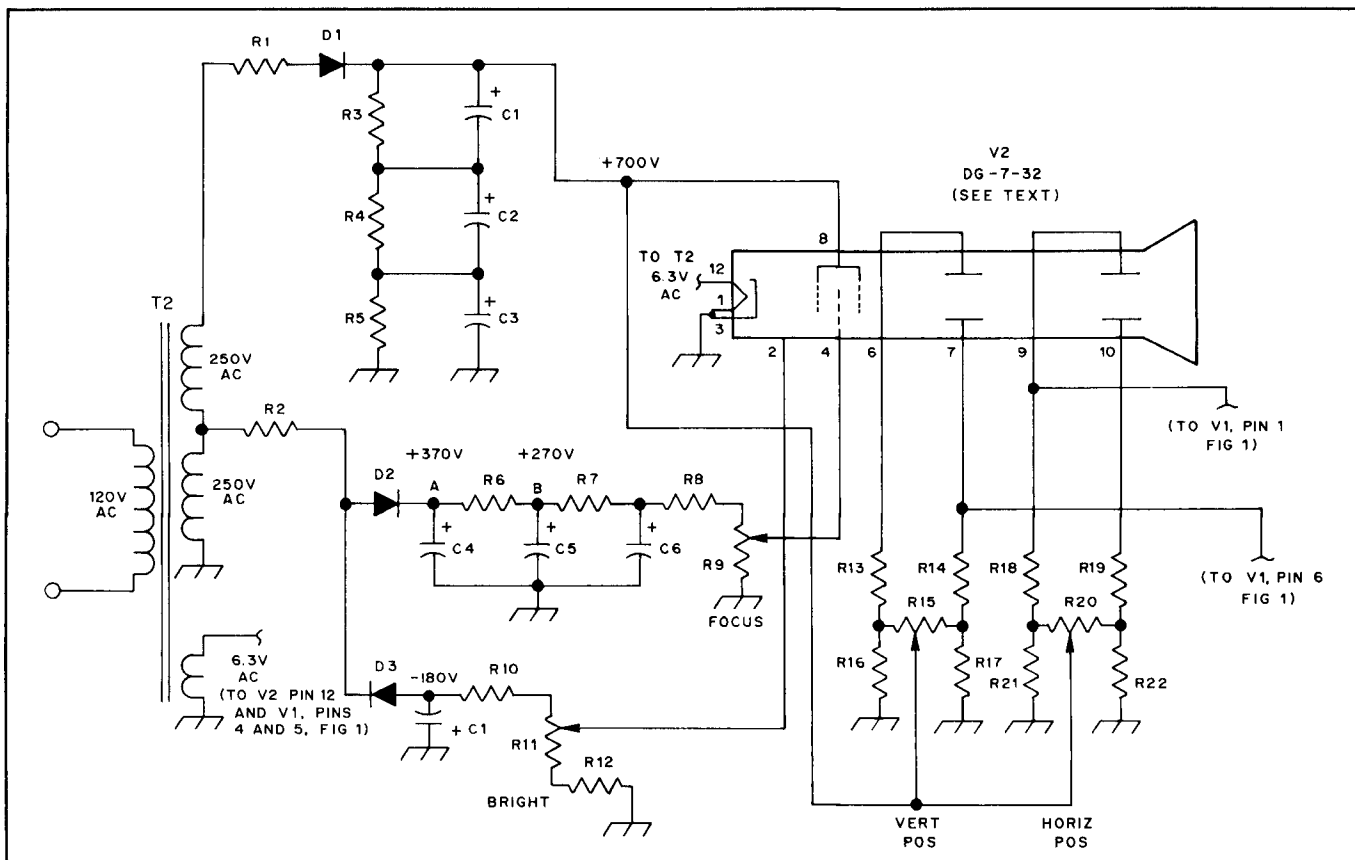 R1
D1
R3
+
C1
R4
+
C2
R5
+
C3
+700V
V2
DG-7-32
(SEE TEXT)
TO T2
6.3V
AC
12
1
3
8
2
4
6
7
9
10
T2
250V
AC
120V
AC
250V
AC
R2
D2
+370V
A
R6
+270V
B
R7
R8
+
C4
+
C5
+
C6
R9
FOCUS
(TO V1, PIN 1
FIG 1)
(TO V1, PIN 6
FIG 1)
R13
R14
R15
R16
R17
R18
R19
R20
R21
R22
6.3V
AC
(TO V2 PIN 12
AND V1, PINS
4 AND 5, FIG 1)
D3
-180V
R10
+ C1
R11
R12
BRIGHT
VERT
POS
HORIZ
POS